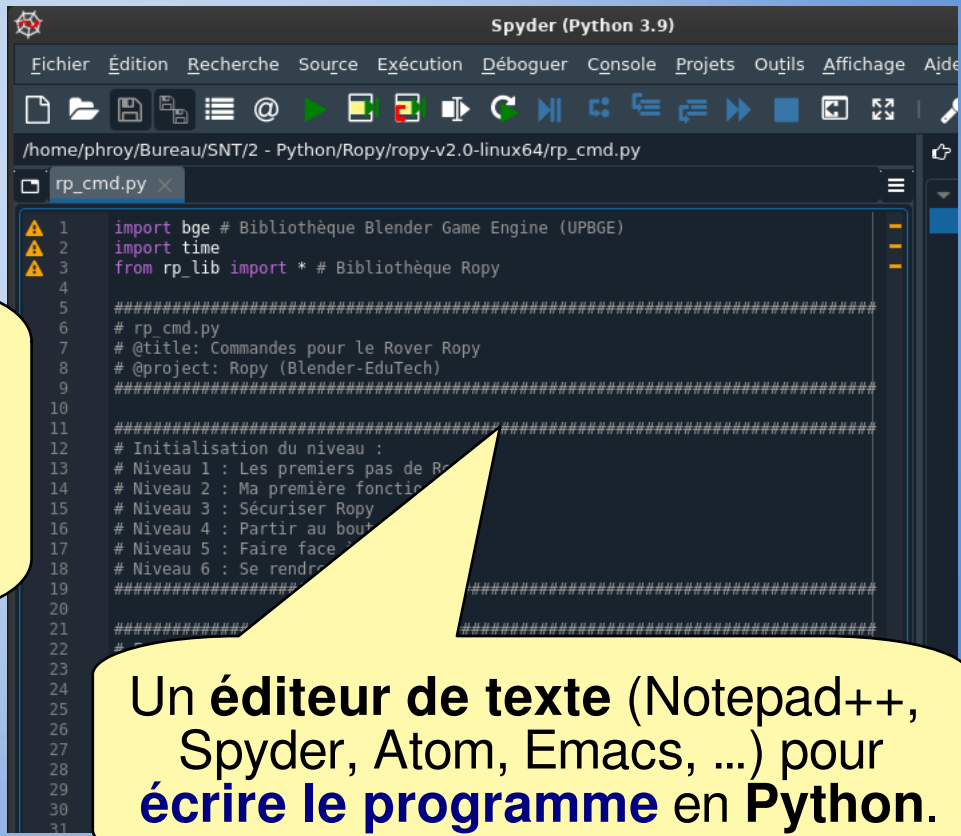 Spyder (Python 3.9)
Fichier Édition Recherche Source Exécution Déboguer Console Projets Outils Affichage Aide
/home/phroy/Bureau/SNT/2 - Python/Ropy/ropy-v2.0-linux64/rp_cmd.py
rp_cmd.py
1 import bge # Bibliothèque Blender Game Engine (UPBGE)
2 import time
3 from rp_lib import * # Bibliothèque Ropy
4
5 ###############################################################################
6 # rp_cmd.py
7 # @title: Commandes pour le Rover Ropy
8 # @project: Ropy (Blender-EduTech)
9 ###############################################################################
10
11 ###############################################################################
12 # Initialisation du niveau :
13 # Niveau 1 : Les premiers pas de
14 # Niveau 2 : Ma première
15 # Niveau 3 : Sécuriser Ropy
16 # Niveau 4 : Partir au
17 # Niveau 5 : Faire face
18 # Niveau 6 : Se
19 ###############################################################################
20
21 ###############################################################################
22 #
23
24
25
26
27
28
29
30
31
Un éditeur de texte (Notepad++,
Spyder, Atom, Emacs, ...) pour
écrire le programme en Python.